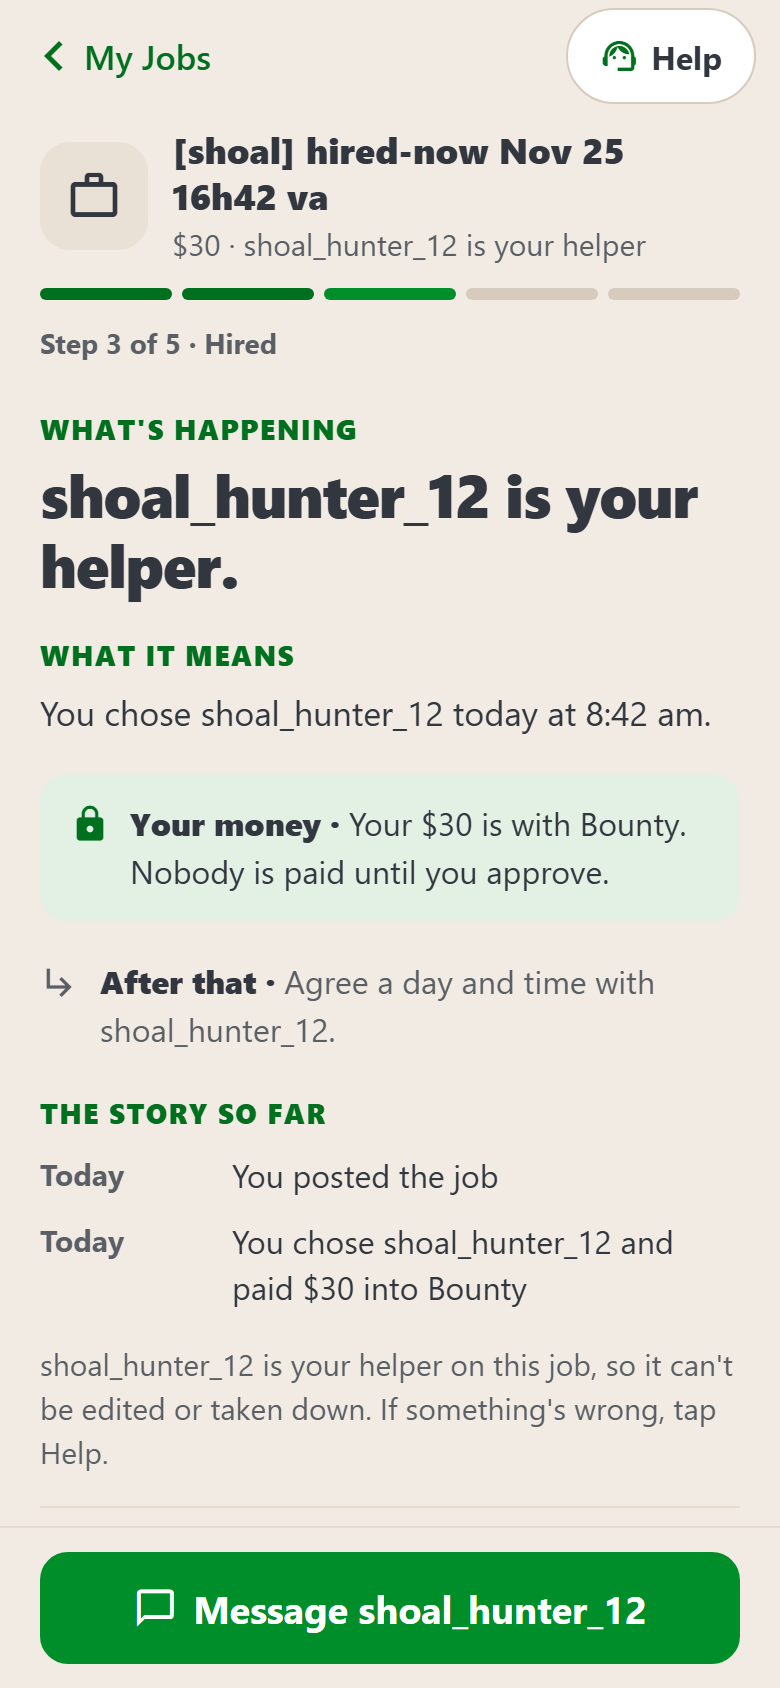 My Jobs
Help
[shoal] hired-now Nov 25
16h42 va
$30 · shoal_hunter_12 is your helper
Step 3 of 5 · Hired
WHAT'S HAPPENING
shoal_hunter_12 is your
helper.
WHAT IT MEANS
You chose shoal_hunter_12 today at 8:42 am.
Your money · Your $30 is with Bounty.
Nobody is paid until you approve.
After that · Agree a day and time with
shoal_hunter_12.
THE STORY SO FAR
Today You posted the job
Today You chose shoal_hunter_12 and
paid $30 into Bounty
shoal_hunter_12 is your helper on this job, so it can't
be edited or taken down. If something's wrong, tap
Help.
Message shoal_hunter_12